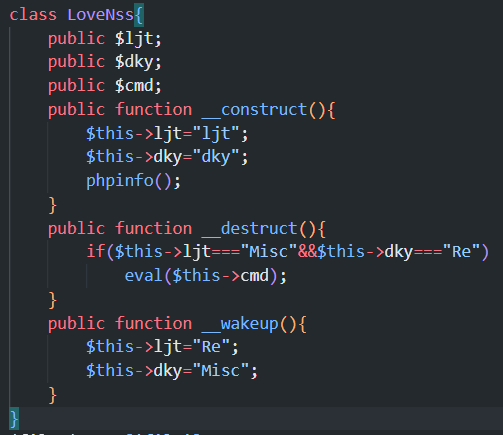 class LoveNss{
public $ljt;
public $dky;
public $cmd;
public function __construct(){
$this->ljt="ljt";
$this->dky="dky";
phpinfo();
}
public function __destruct(){
if($this->ljt==="Misc"&&$this->dky==="Re")
eval($this->cmd);
}
public function __wakeup(){
$this->ljt="Re";
$this->dky="Misc";
}
}